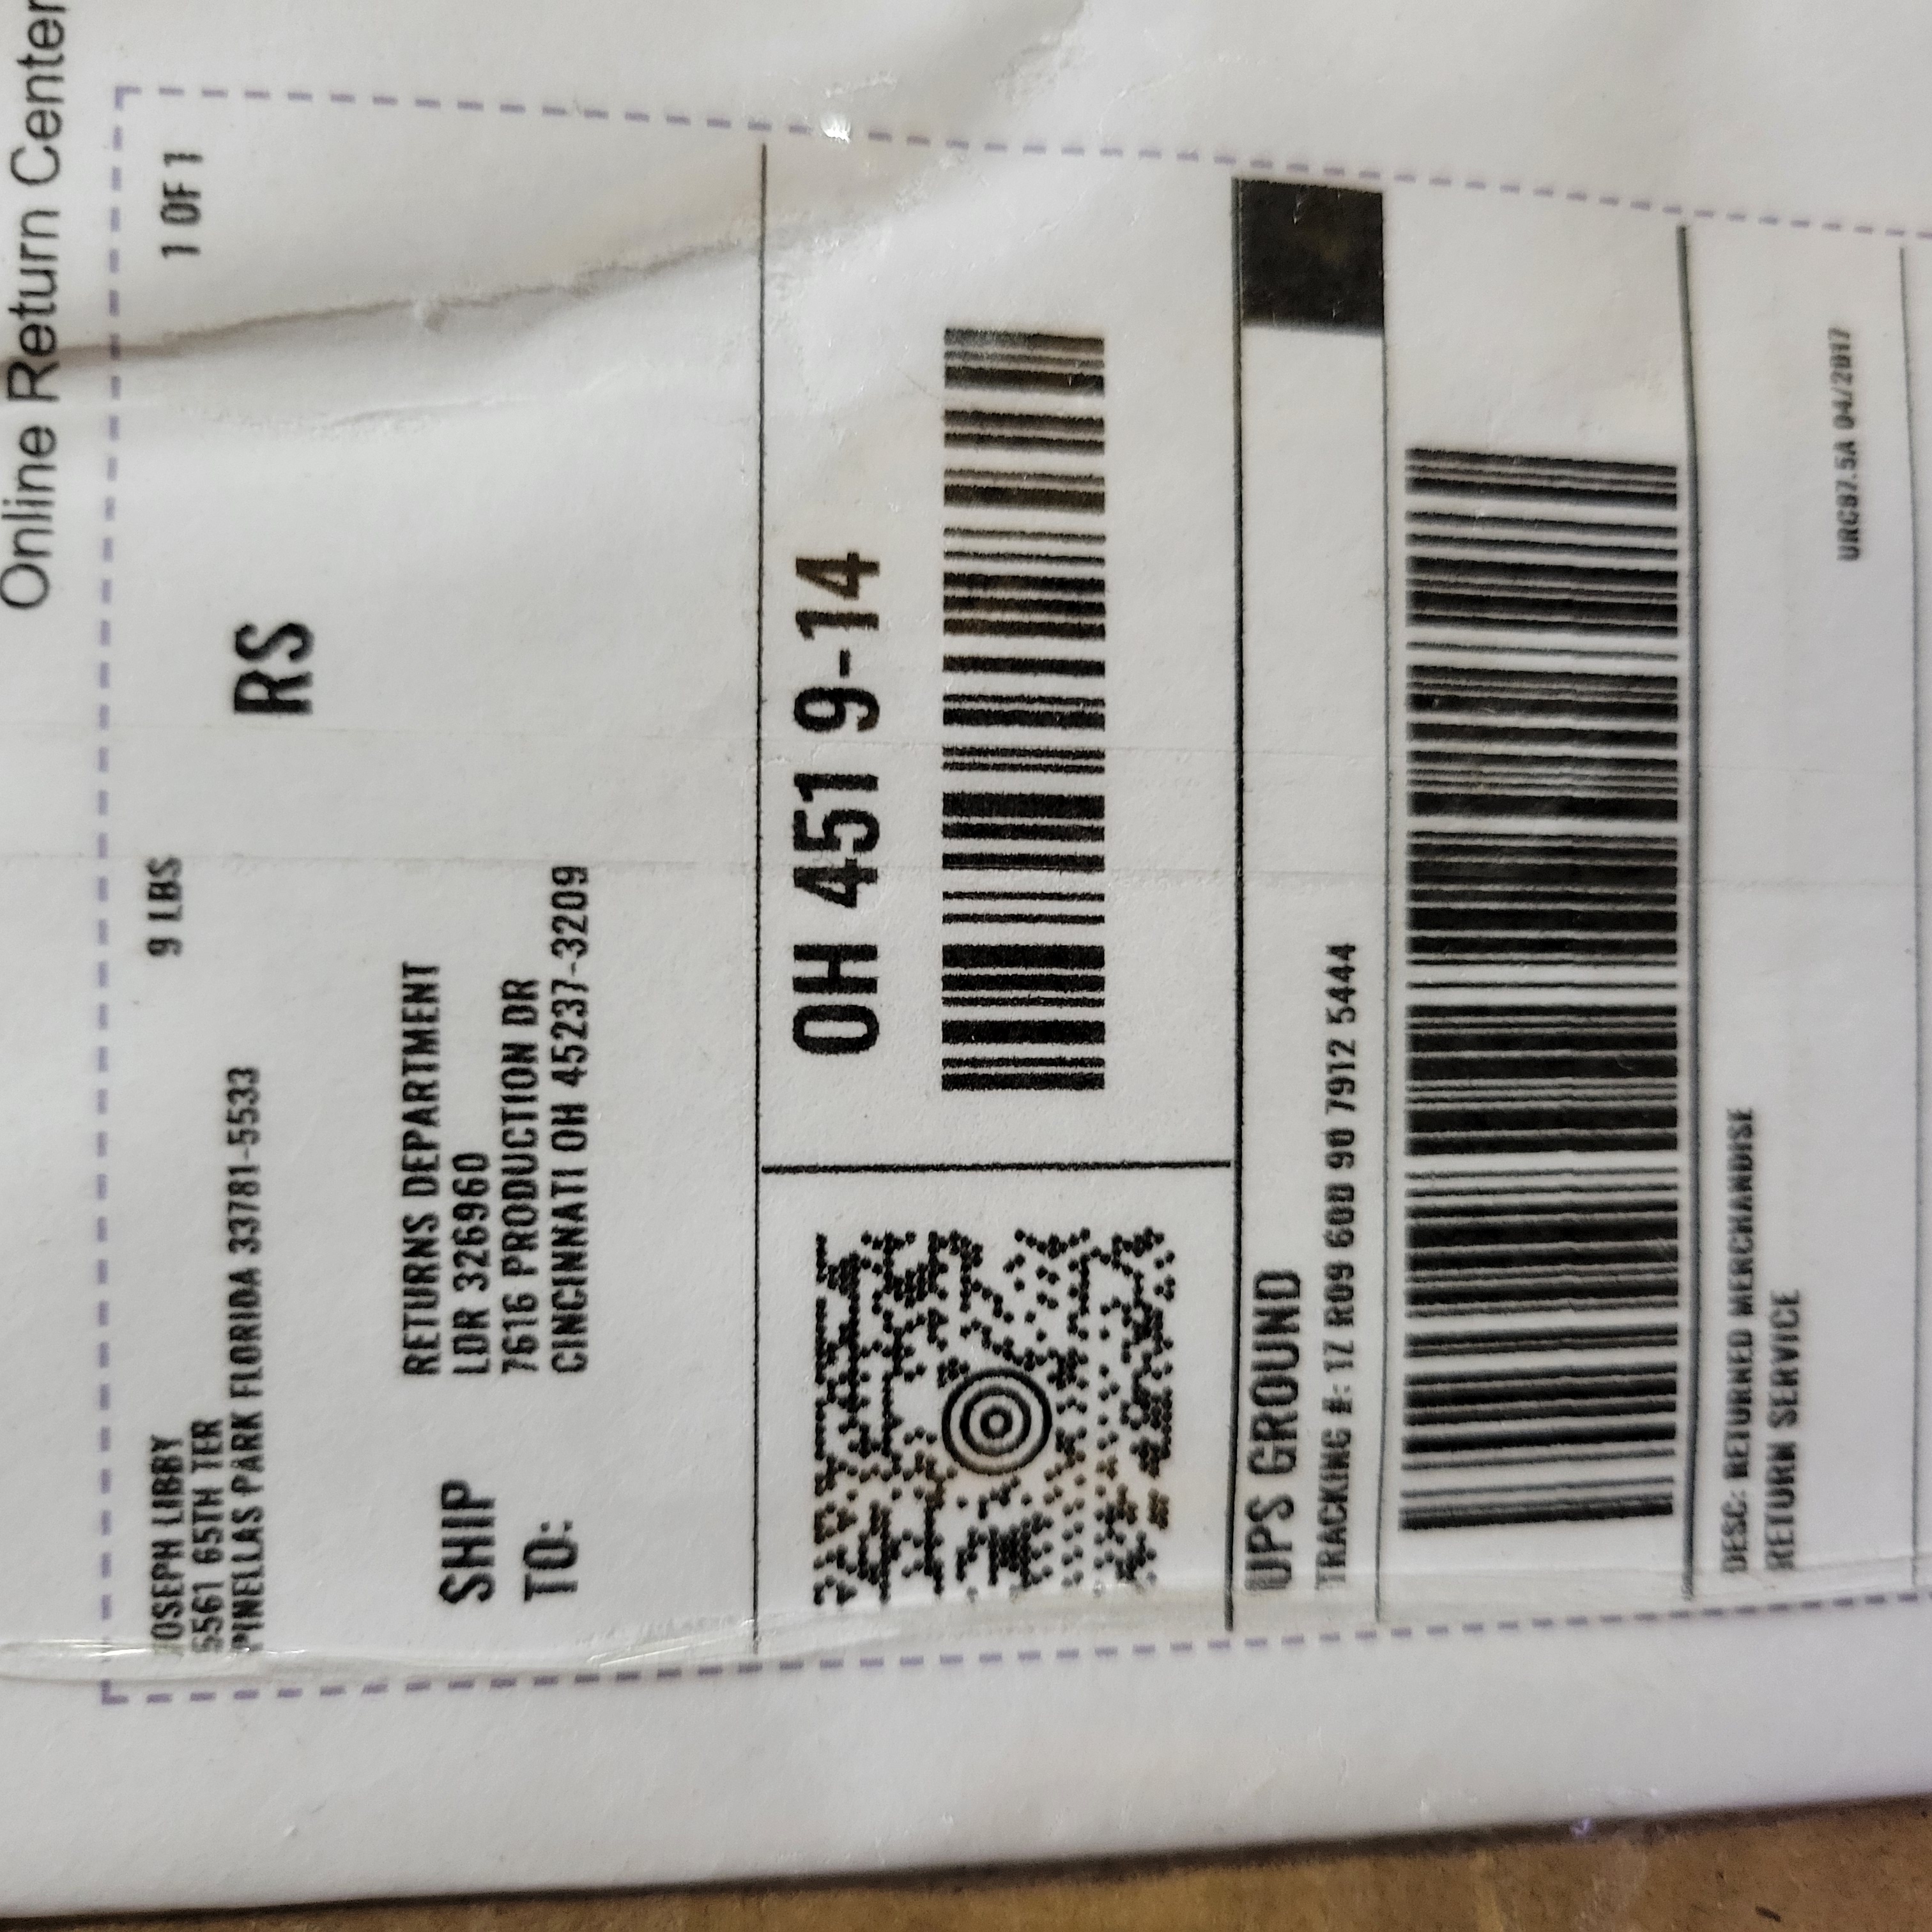 Online Return Center
JOSEPH LIBBY
5561 65TH TER
PINELLAS PARK FLORIDA 33781-5533
9 LBS
1 OF 1
RS
SHIP
TO:
RETURNS DEPARTMENT
LDR 326960
7616 PRODUCTION DR
CINCINNATI OH 45237-3209
OH 451 9-14
UPS GROUND
TRACKING #: 1Z R09 60D 90 7912 5444
DESC: RETURNED MERCHANDISE
RETURN SERVICE
URC97.5A 04/2017